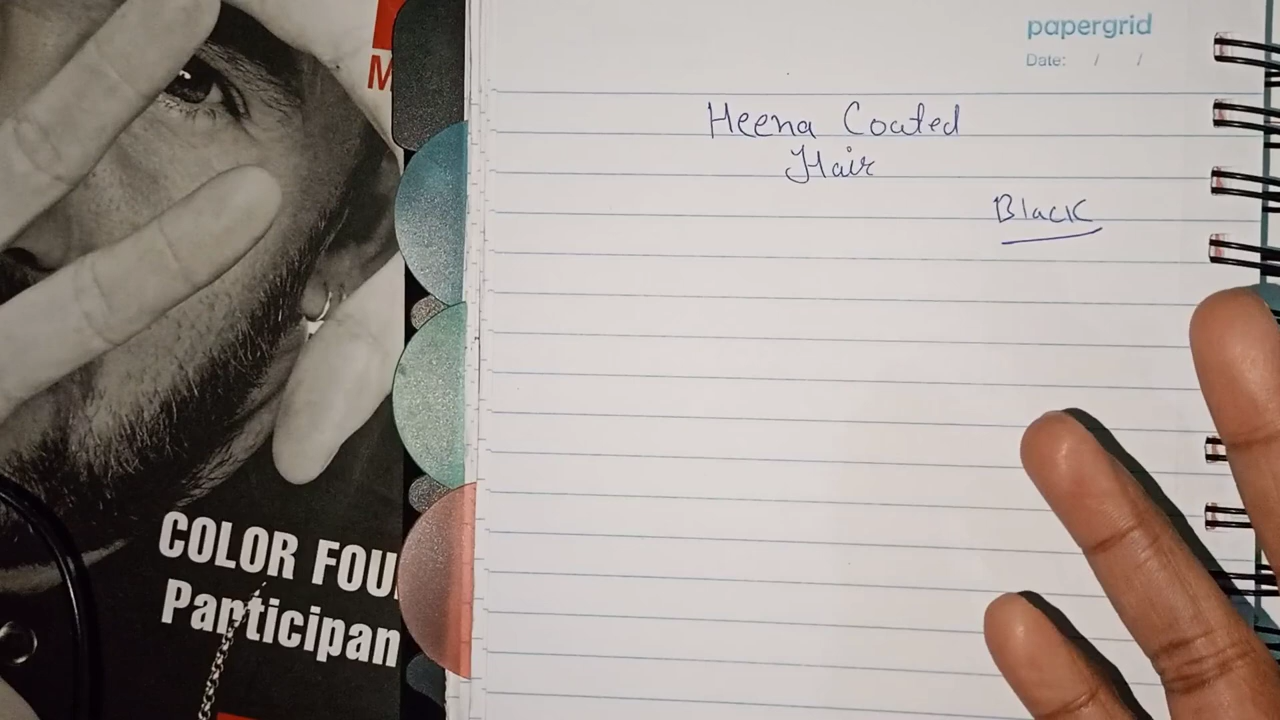 M
COLOR FOU
Participan
papergrid
Date: / /
Heena Coated
Hair
Black